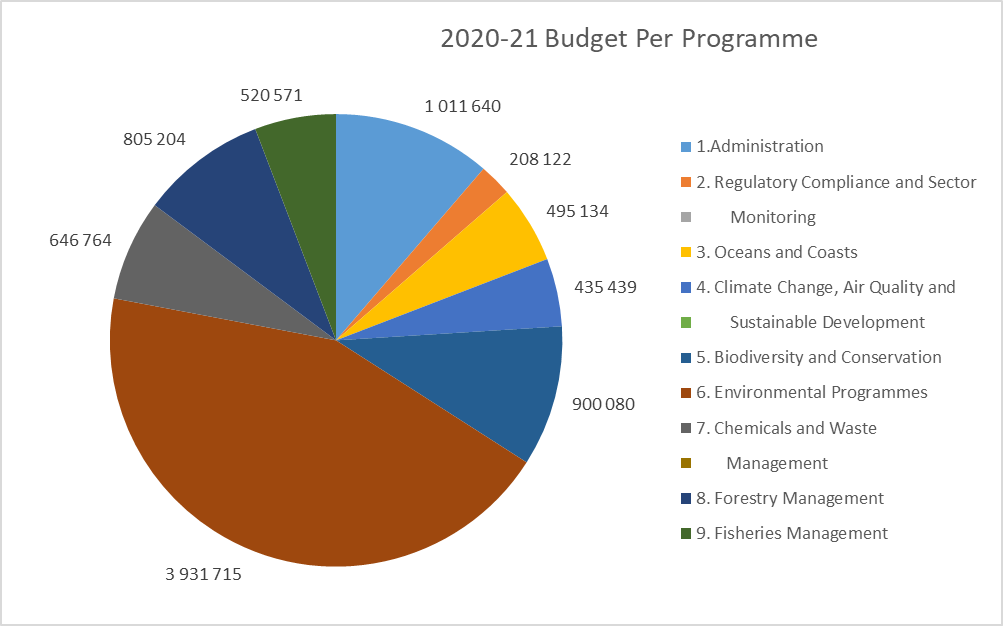 2020-21 Budget Per Programme
520 571
1 011 640
805 204
208 122
495 134
646 764
435 439
900 080
3 931 715
1.Administration
2. Regulatory Compliance and Sector
Monitoring
3. Oceans and Coasts
4. Climate Change, Air Quality and
Sustainable Development
5. Biodiversity and Conservation
6. Environmental Programmes
7. Chemicals and Waste
Management
8. Forestry Management
9. Fisheries Management